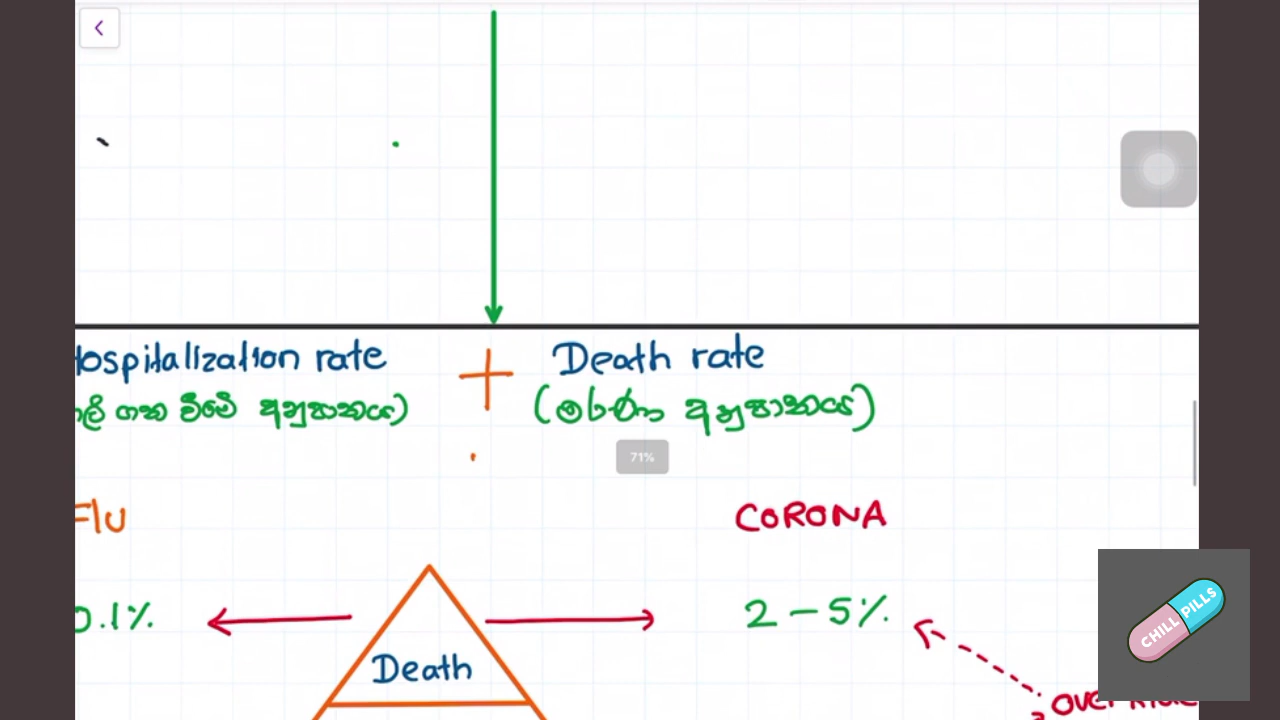 Hospitalization rate + Death rate
ගත වීමේ අනුපාතය) (මරණ අනුපාතය)
71%
Flu CORONA
0.1% 2-5%
Death
CHILL PILLS